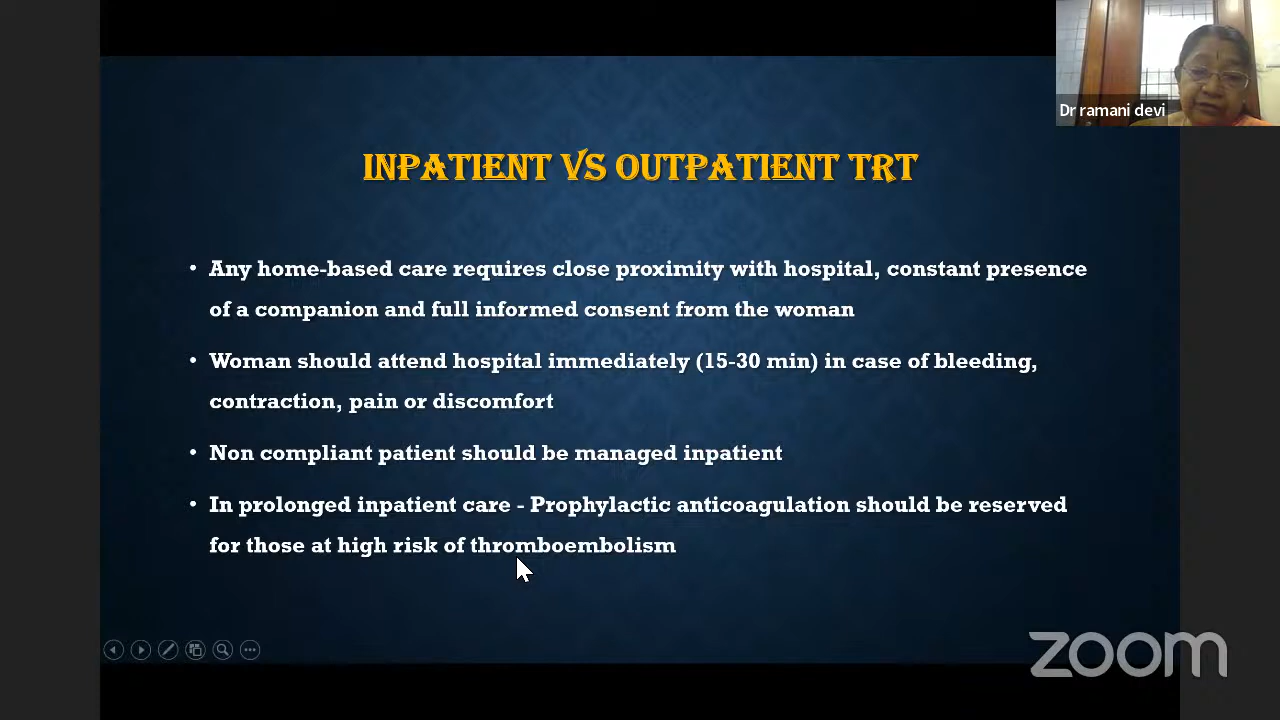 Dr ramani devi
INPATIENT VS OUTPATIENT TRT
• Any home-based care requires close proximity with hospital, constant presence
of a companion and full informed consent from the woman
• Woman should attend hospital immediately (15-30 min) in case of bleeding,
contraction, pain or discomfort
• Non compliant patient should be managed inpatient
• In prolonged inpatient care - Prophylactic anticoagulation should be reserved
for those at high risk of thromboembolism
zoom